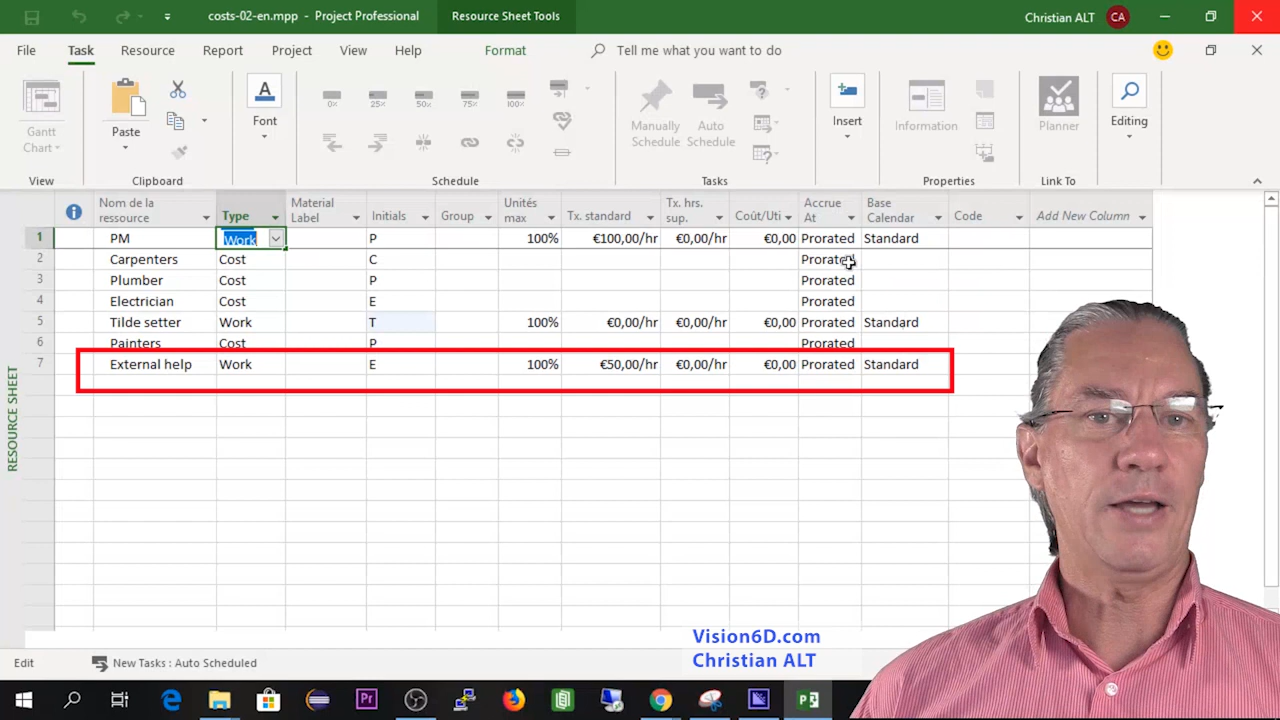 costs-02-en.mpp - Project Professional
Resource Sheet Tools
Christian ALT CA
File Task Resource Report Project View Help Format Tell me what you want to do
Gantt Chart
Paste
Font
0% 25% 50% 75% 100%
Manually Schedule
Auto Schedule
Insert
Information
Planner
Editing
View Clipboard Schedule Tasks Properties Link To
Nom de la ressource Type Material Label Initials Group Unités max Tx. standard Tx. hrs. sup. Coût/Uti Accrue At Base Calendar Code Add New Column
1 PM Work P 100% €100,00/hr €0,00/hr €0,00 Prorated Standard
2 Carpenters Cost C Prorated
3 Plumber Cost P Prorated
4 Electrician Cost E Prorated
5 Tilde setter Work T 100% €0,00/hr €0,00/hr €0,00 Prorated Standard
6 Painters Cost P Prorated
7 External help Work E 100% €50,00/hr €0,00/hr €0,00 Prorated Standard
RESOURCE SHEET
Vision6D.com
Christian ALT
Edit New Tasks : Auto Scheduled
Pr